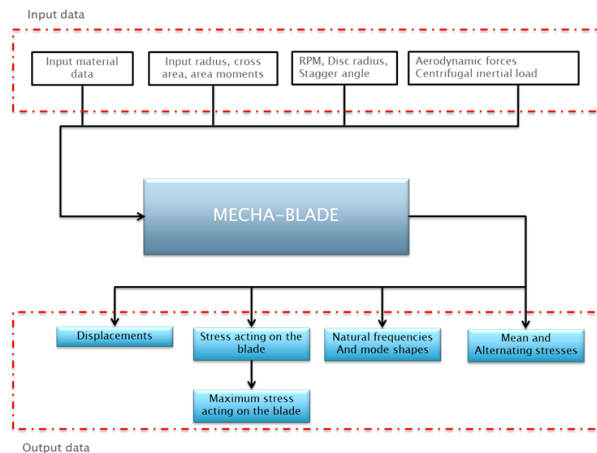 Input data
Input material
data
Input radius, cross
area, area moments
RPM, Disc radius,
Stagger angle
Aerodynamic forces
Centrifugal inertial load
MECHA-BLADE
Displacements
Stress acting on the
blade
Natural frequencies
And mode shapes
Mean and
Alternating stresses
Maximum stress
acting on the blade
Output data